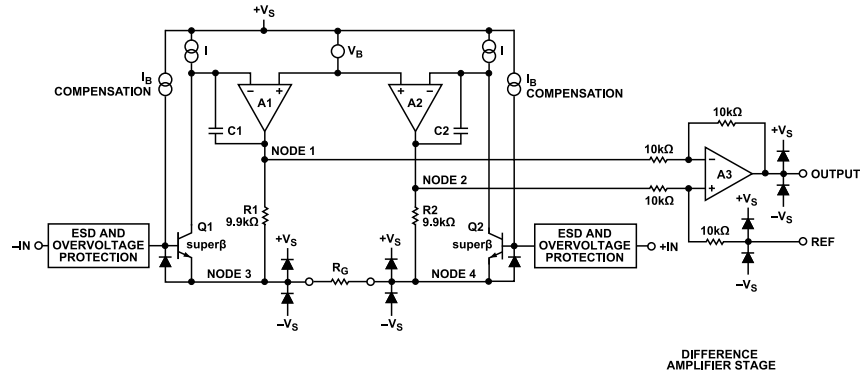 +VS
I
VB
I
IB
COMPENSATION
IB
COMPENSATION
−
+
A1
+
−
A2
C1
C2
NODE 1
NODE 2
10kΩ
10kΩ
10kΩ
10kΩ
−
+
A3
+VS
−VS
OUTPUT
+VS
−VS
REF
R1
9.9kΩ
R2
9.9kΩ
Q1
superβ
Q2
superβ
−IN
ESD AND
OVERVOLTAGE
PROTECTION
ESD AND
OVERVOLTAGE
PROTECTION
+IN
+VS
+VS
NODE 3
RG
NODE 4
−VS
−VS
DIFFERENCE
AMPLIFIER STAGE